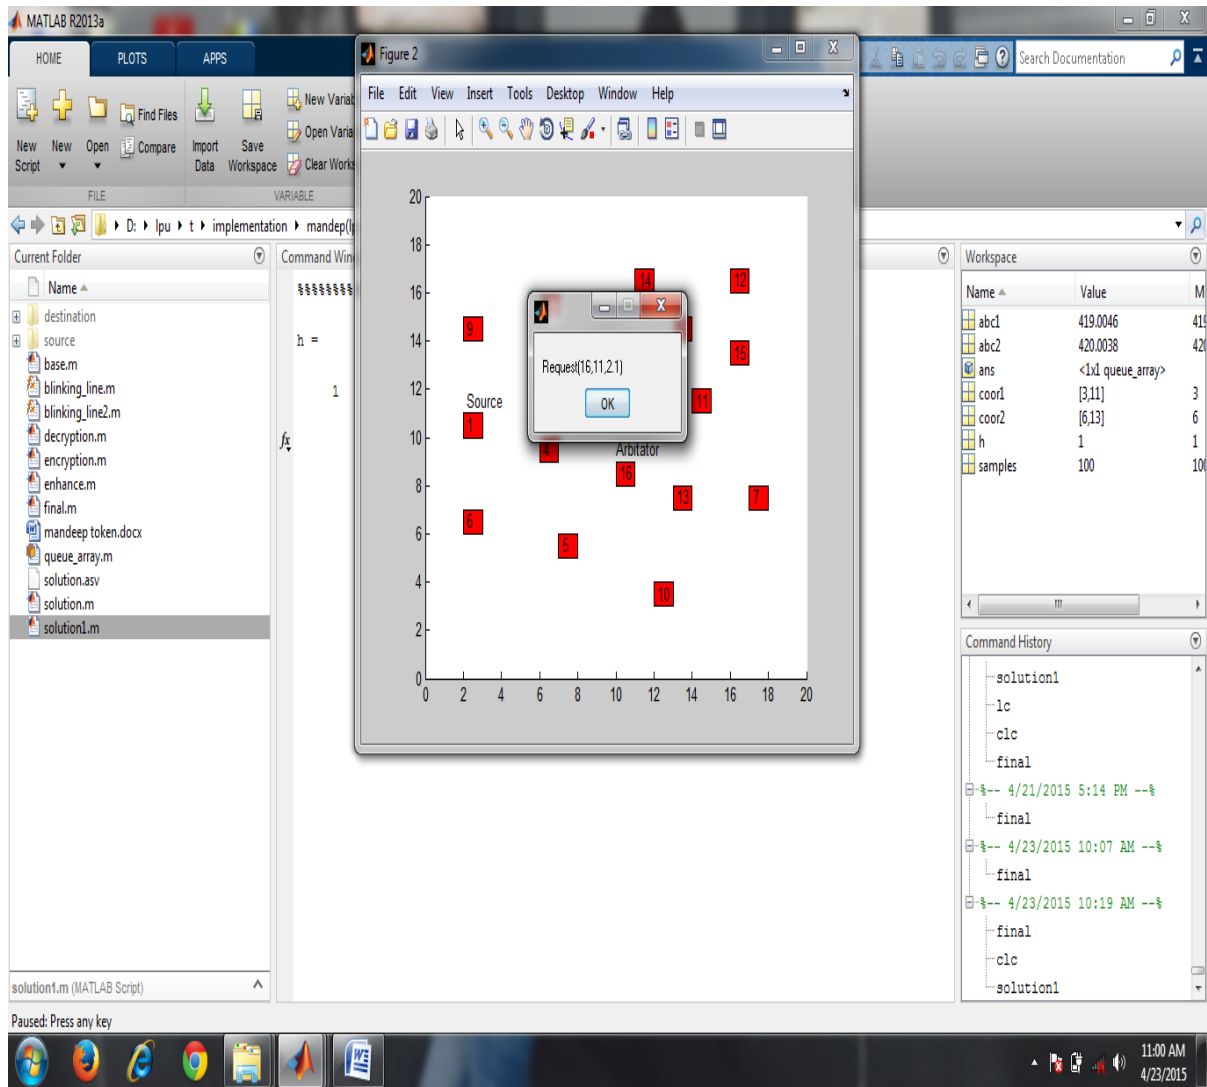 MATLAB R2013a
HOME PLOTS APPS
Search Documentation
Find Files
New Script
New
Open
Compare
Import Data
Save Workspace
New Variab
Open Varia
Clear Works
FILE
VARIABLE
D: lpu t implementation mandep(lp
Current Folder
Name
destination
source
base.m
blinking_line.m
blinking_line2.m
decryption.m
encryption.m
enhance.m
final.m
mandeep token.docx
queue_array.m
solution.asv
solution.m
solution1.m
solution1.m (MATLAB Script)
Paused: Press any key
Command Win
%%%%%%%%
h =
1
fx
Figure 2
File Edit View Insert Tools Desktop Window Help
20
18
16
14
12
10
8
6
4
2
0
0 2 4 6 8 10 12 14 16 18 20
14
12
9
15
Source
11
1
4
Arbitator
16
13
7
6
5
10
Request(16,11,2.1)
OK
Workspace
Name Value M
abc1 419.0046 419
abc2 420.0038 420
ans <1x1 queue_array>
coor1 [3,11] 3
coor2 [6,13] 6
h 1 1
samples 100 100
Command History
solution1
lc
clc
final
%-- 4/21/2015 5:14 PM --%
final
%-- 4/23/2015 10:07 AM --%
final
%-- 4/23/2015 10:19 AM --%
final
clc
solution1
11:00 AM
4/23/2015